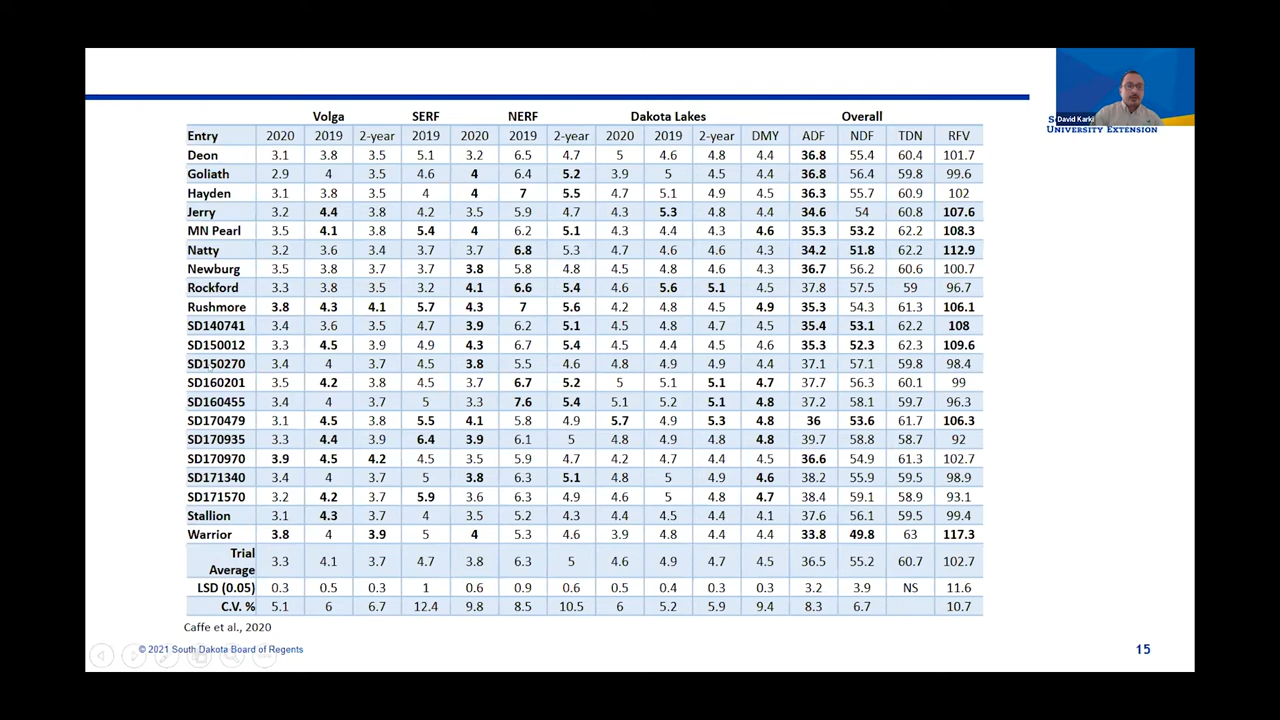 David Karki
UNIVERSITY EXTENSION
Volga SERF NERF Dakota Lakes Overall
Entry 2020 2019 2-year 2019 2020 2019 2-year 2020 2019 2-year DMY ADF NDF TDN RFV
Deon 3.1 3.8 3.5 5.1 3.2 6.5 4.7 5 4.6 4.8 4.4 36.8 55.4 60.4 101.7
Goliath 2.9 4 3.5 4.6 4 6.4 5.2 3.9 5 4.5 4.4 36.8 56.4 59.8 99.6
Hayden 3.1 3.8 3.5 4 4 7 5.5 4.7 5.1 4.9 4.5 36.3 55.7 60.9 102
Jerry 3.2 4.4 3.8 4.2 3.5 5.9 4.7 4.3 5.3 4.8 4.4 34.6 54 60.8 107.6
MN Pearl 3.5 4.1 3.8 5.4 4 6.2 5.1 4.3 4.4 4.3 4.6 35.3 53.2 62.2 108.3
Natty 3.2 3.6 3.4 3.7 3.7 6.8 5.3 4.7 4.6 4.6 4.3 34.2 51.8 62.2 112.9
Newburg 3.5 3.8 3.7 3.7 3.8 5.8 4.8 4.5 4.8 4.6 4.3 36.7 56.2 60.6 100.7
Rockford 3.3 3.8 3.5 3.2 4.1 6.6 5.4 4.6 5.6 5.1 4.5 37.8 57.5 59 96.7
Rushmore 3.8 4.3 4.1 5.7 4.3 7 5.6 4.2 4.8 4.5 4.9 35.3 54.3 61.3 106.1
SD140741 3.4 3.6 3.5 4.7 3.9 6.2 5.1 4.5 4.8 4.7 4.5 35.4 53.1 62.2 108
SD150012 3.3 4.5 3.9 4.9 4.3 6.7 5.4 4.5 4.4 4.5 4.6 35.3 52.3 62.3 109.6
SD150270 3.4 4 3.7 4.5 3.8 5.5 4.6 4.8 4.9 4.9 4.4 37.1 57.1 59.8 98.4
SD160201 3.5 4.2 3.8 4.5 3.7 6.7 5.2 5 5.1 5.1 4.7 37.7 56.3 60.1 99
SD160455 3.4 4 3.7 5 3.3 7.6 5.4 5.1 5.2 5.1 4.8 37.2 58.1 59.7 96.3
SD170479 3.1 4.5 3.8 5.5 4.1 5.8 4.9 5.7 4.9 5.3 4.8 36 53.6 61.7 106.3
SD170935 3.3 4.4 3.9 6.4 3.9 6.1 5 4.8 4.9 4.8 4.8 39.7 58.8 58.7 92
SD170970 3.9 4.5 4.2 4.5 3.5 5.9 4.7 4.2 4.7 4.4 4.5 36.6 54.9 61.3 102.7
SD171340 3.4 4 3.7 5 3.8 6.3 5.1 4.8 5 4.9 4.6 38.2 55.9 59.5 98.9
SD171570 3.2 4.2 3.7 5.9 3.6 6.3 4.9 4.6 5 4.8 4.7 38.4 59.1 58.9 93.1
Stallion 3.1 4.3 3.7 4 3.5 5.2 4.3 4.4 4.5 4.4 4.1 37.6 56.1 59.5 99.4
Warrior 3.8 4 3.9 5 4 5.3 4.6 3.9 4.8 4.4 4.4 33.8 49.8 63 117.3
Trial
Average 3.3 4.1 3.7 4.7 3.8 6.3 5 4.6 4.9 4.7 4.5 36.5 55.2 60.7 102.7
LSD (0.05) 0.3 0.5 0.3 1 0.6 0.9 0.6 0.5 0.4 0.3 0.3 3.2 3.9 NS 11.6
C.V. % 5.1 6 6.7 12.4 9.8 8.5 10.5 6 5.2 5.9 9.4 8.3 6.7 10.7
Caffe et al., 2020
© 2021 South Dakota Board of Regents
15